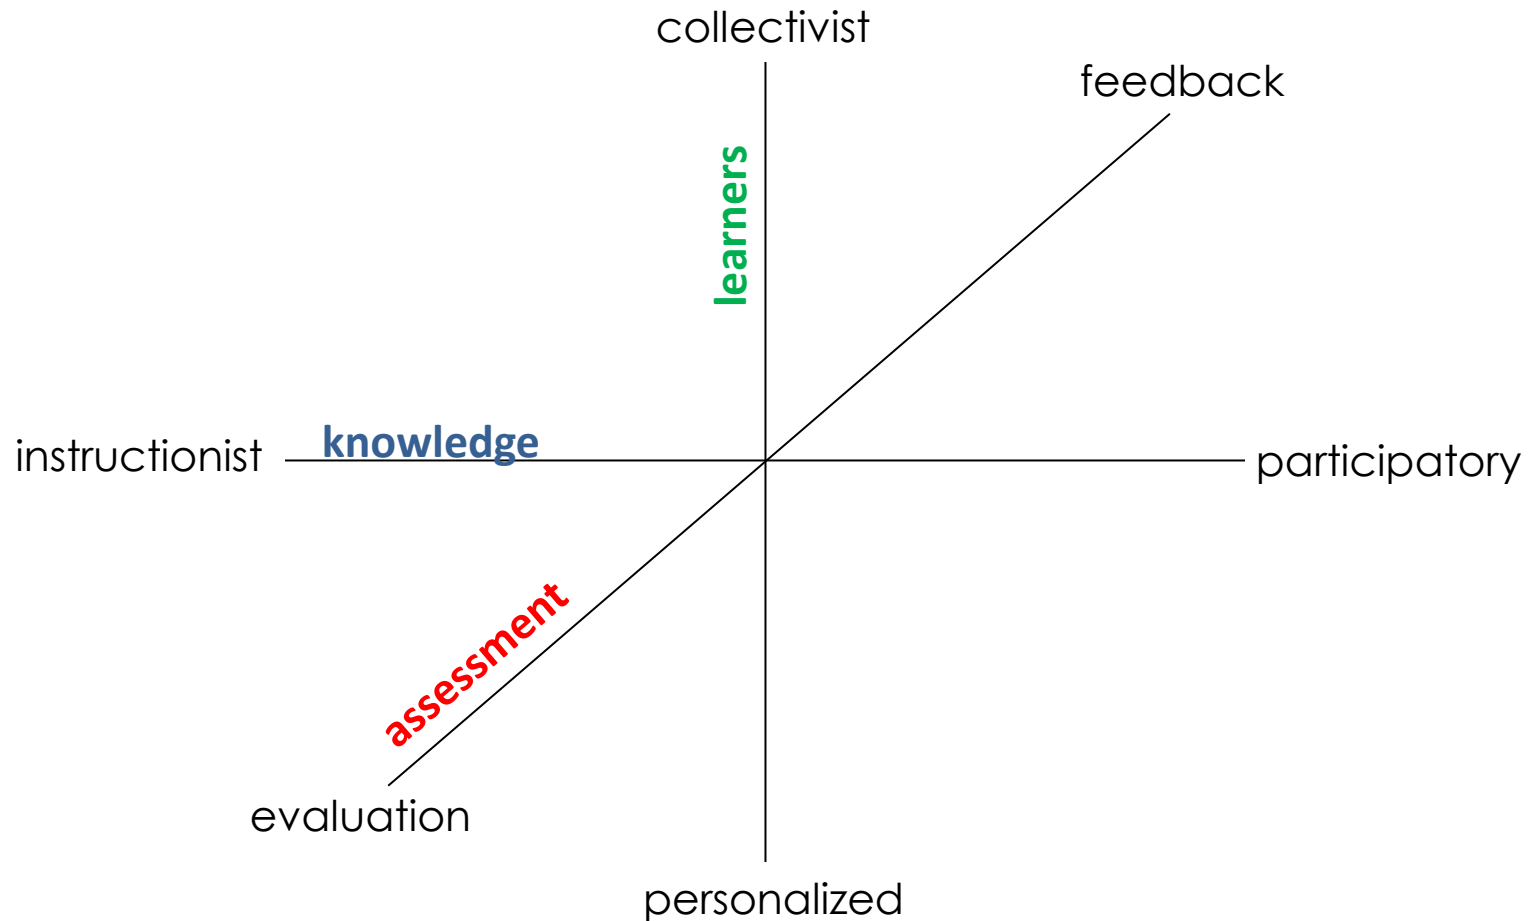 collectivist
feedback
learners
instructionist
knowledge
participatory
assessment
evaluation
personalized